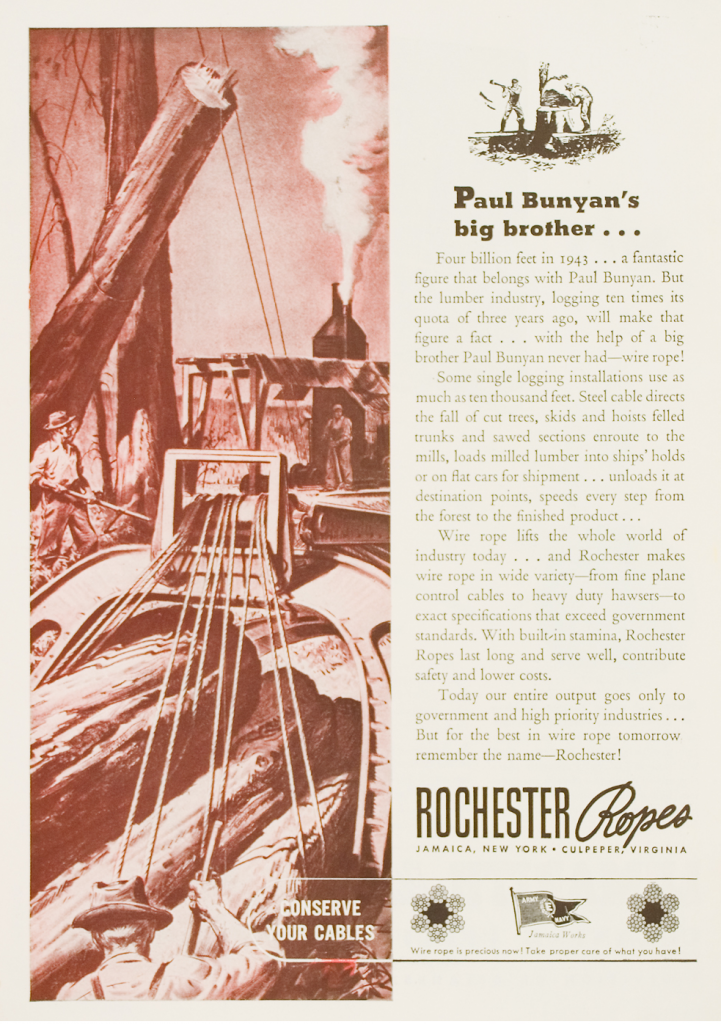 Paul Bunyan's
big brother . . .
Four billion feet in 1943 . . . a fantastic
figure that belongs with Paul Bunyan. But
the lumber industry, logging ten times its
quota of three years ago, will make that
figure a fact . . . with the help of a big
brother Paul Bunyan never had—wire rope!
Some single logging installations use as
much as ten thousand feet. Steel cable directs
the fall of cut trees, skids and hoists felled
trunks and sawed sections enroute to the
mills, loads milled lumber into ships' holds
or on flat cars for shipment . . . unloads it at
destination points, speeds every step from
the forest to the finished product . . .
Wire rope lifts the whole world of
industry today . . . and Rochester makes
wire rope in wide variety—from fine plane
control cables to heavy duty hawsers—to
exact specifications that exceed government
standards. With built-in stamina, Rochester
Ropes last long and serve well, contribute
safety and lower costs.
Today our entire output goes only to
government and high priority industries . . .
But for the best in wire rope tomorrow
remember the name—Rochester!
ROCHESTER Ropes
JAMAICA, NEW YORK • CULPEPER, VIRGINIA
CONSERVE
YOUR CABLES
ARMY E NAVY
Jamaica Works
Wire rope is precious now! Take proper care of what you have!